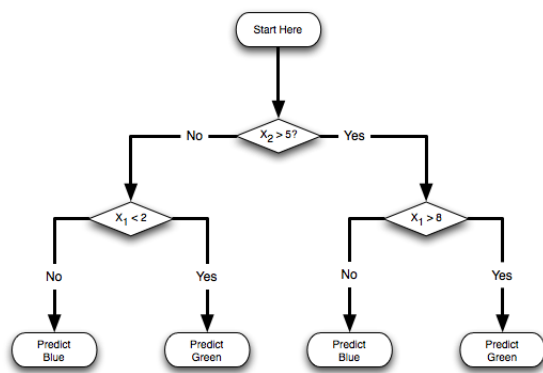 Start Here
X2 > 5?
No
Yes
X1 < 2
X1 > 8
No
Yes
No
Yes
Predict
Blue
Predict
Green
Predict
Blue
Predict
Green